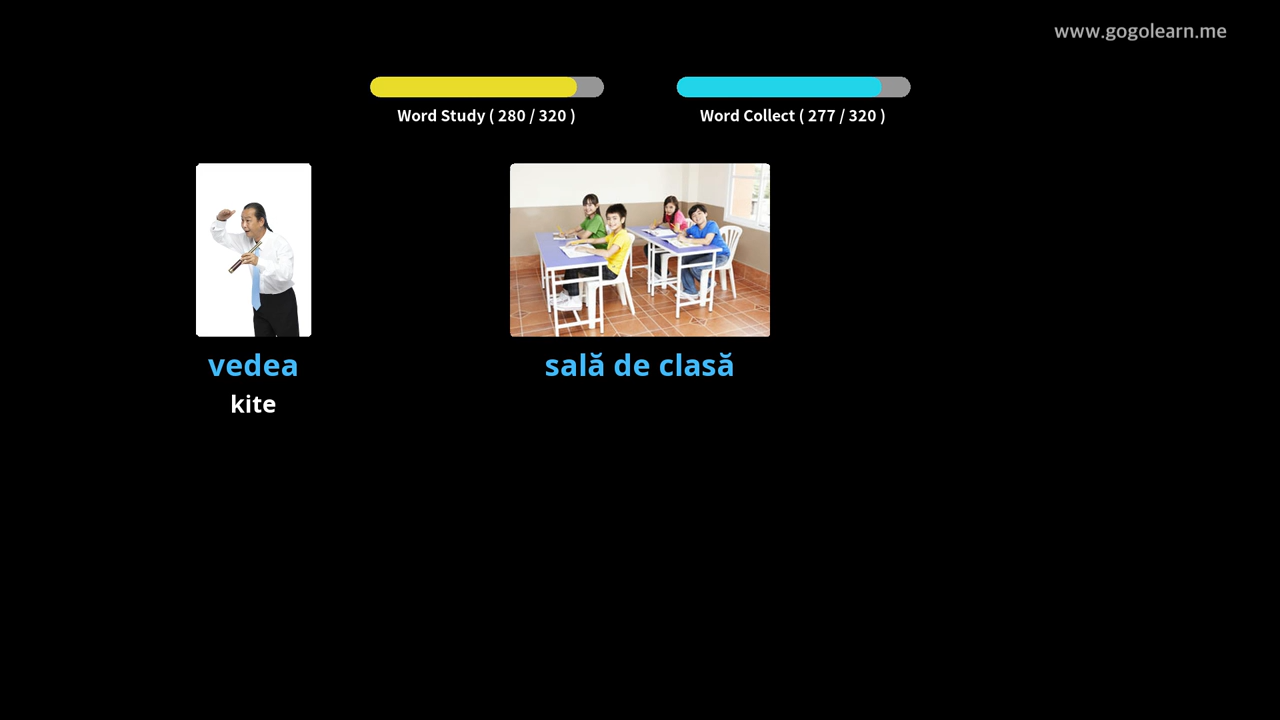 www.gogolearn.me
Word Study ( 280 / 320 )
Word Collect ( 277 / 320 )
vedea
sală de clasă
kite